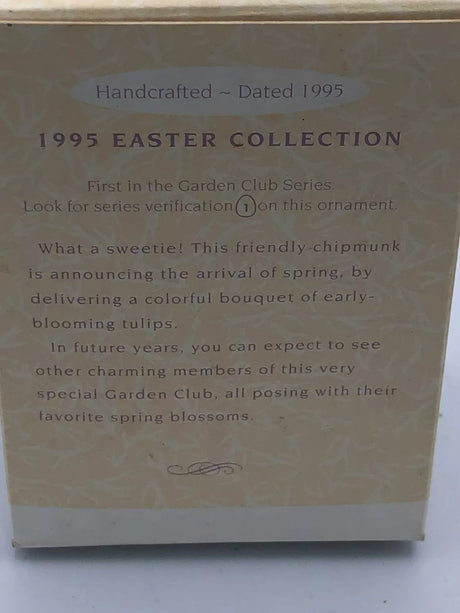 Handcrafted ~ Dated 1995
1995 EASTER COLLECTION
First in the Garden Club Series.
Look for series verification 1 on this ornament.
What a sweetie! This friendly chipmunk
is announcing the arrival of spring, by
delivering a colorful bouquet of early-
blooming tulips.
In future years, you can expect to see
other charming members of this very
special Garden Club, all posing with their
favorite spring blossoms.